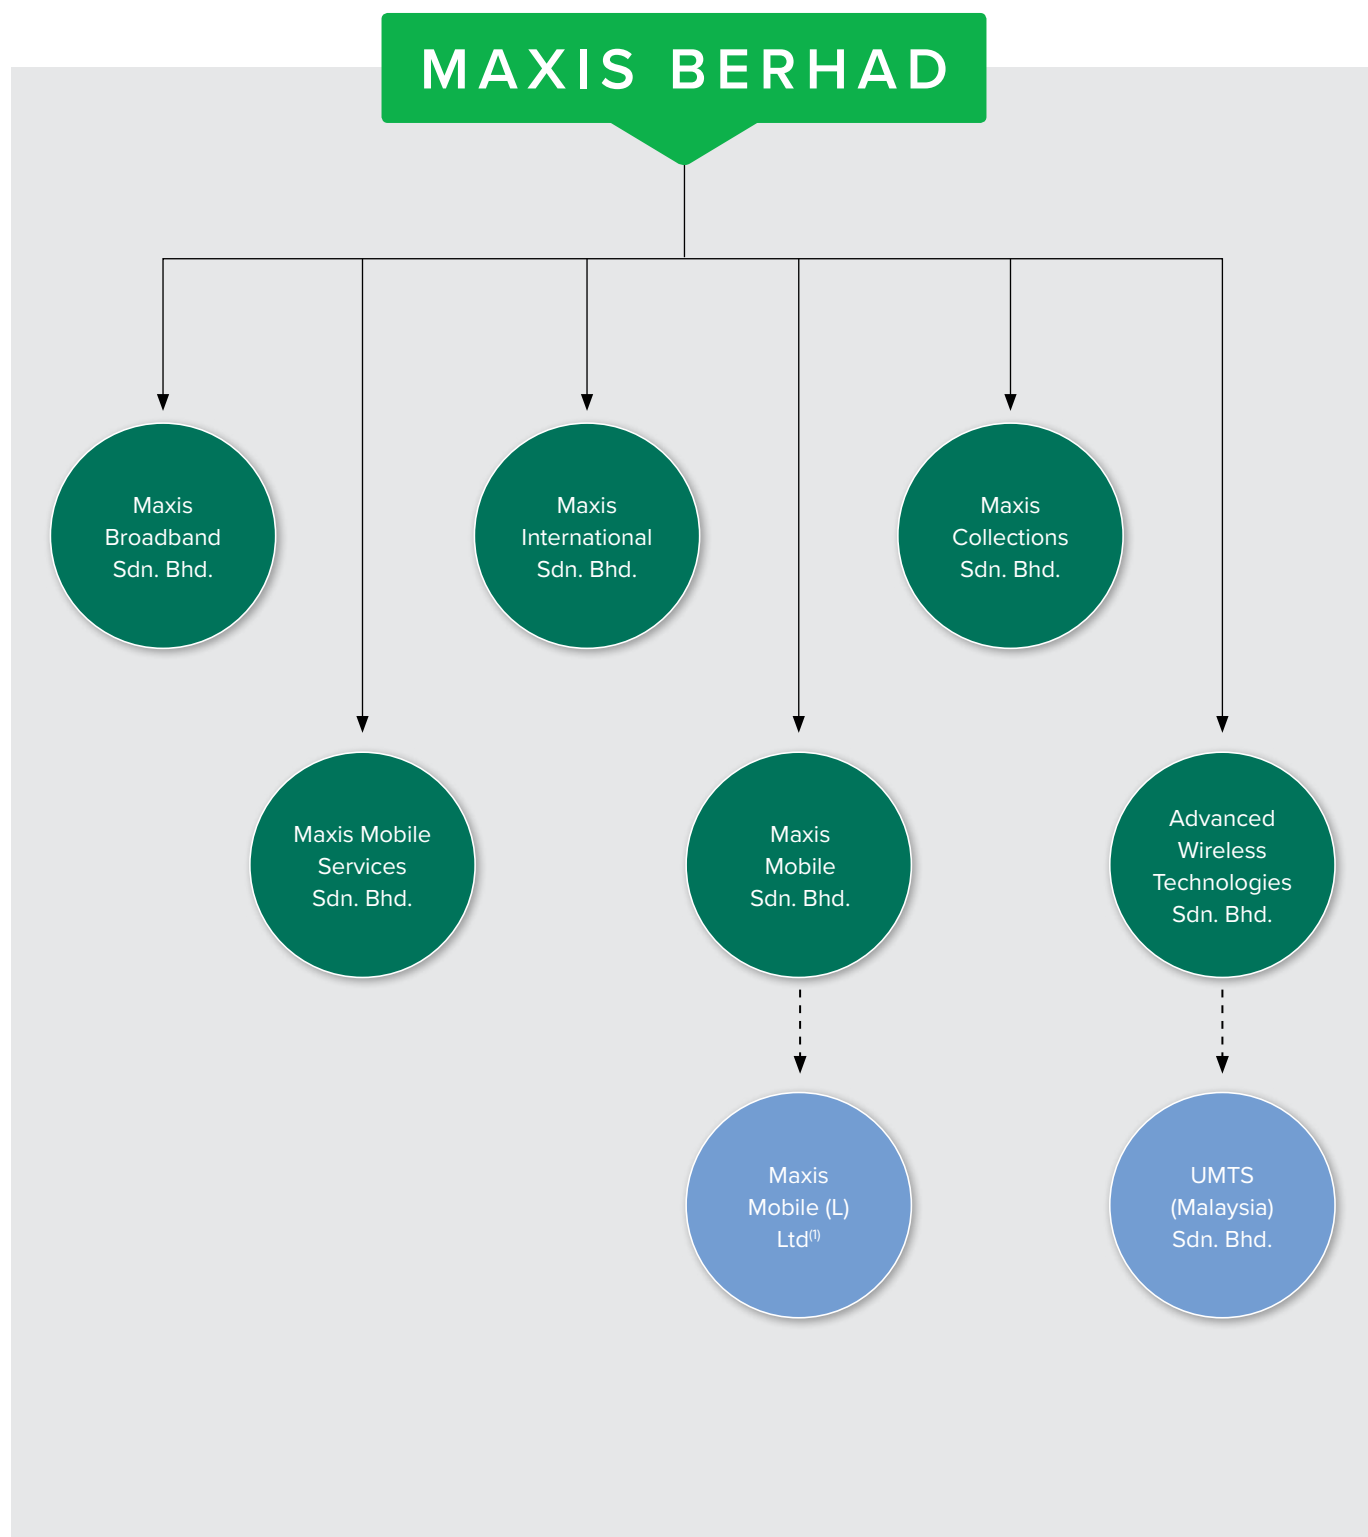 MAXIS BERHAD
Maxis
Broadband
Sdn. Bhd.
Maxis
International
Sdn. Bhd.
Maxis
Collections
Sdn. Bhd.
Maxis Mobile
Services
Sdn. Bhd.
Maxis
Mobile
Sdn. Bhd.
Advanced
Wireless
Technologies
Sdn. Bhd.
Maxis
Mobile (L)
Ltd(1)
UMTS
(Malaysia)
Sdn. Bhd.